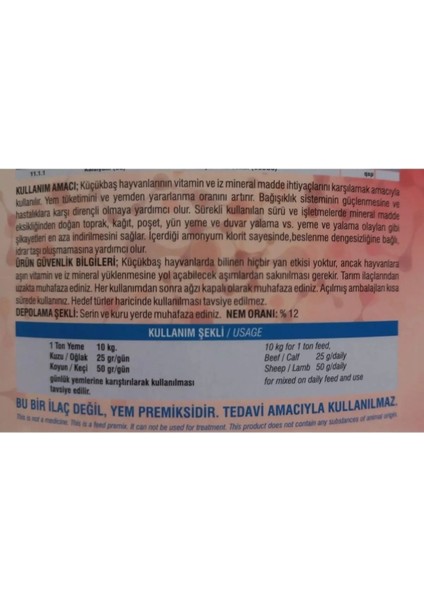 11.1.1
KULLANIM AMACI; Küçükbaş hayvanlarının vitamin ve iz mineral madde ihtiyaçlarını karşılamak amacıyla
kullanılır. Yem tüketimini ve yemden yararlanma oranını artırır. Bağışıklık sisteminin güçlenmesine ve
hastalıklara karşı dirençli olmaya yardımcı olur. Sürekli kullanılan sürü ve işletmelerde mineral madde
eksikliğinden doğan toprak, kağıt, poşet, yün yeme ve duvar yalama vs. yeme ve yalama olayları gibi
şikayetleri en aza indirilmesini sağlar. İçerdiği amonyum klorit sayesinde,beslenme dengesizliğine bağlı,
idrar taşı oluşmasına yardımcı olur.
ÜRÜN GÜVENLİK BİLGİLERİ; Küçükbaş hayvanlarda bilinen hiçbir yan etkisi yoktur, ancak hayvanlara
aşırı vitamin ve mineral yüklenmesine yol açabilecek aşımlardan sakınılması gerekir. Tarım ilaçlarından
uzakta muhafaza ediniz. Her kullanımdan sonra ağzı kapalı olarak muhafaza ediniz. Açılmış ambalajları kısa
sürede kullanınız. Hedef türler haricinde kullanılması tavsiye edilmez.
DEPOLAMA ŞEKLİ: Serin ve kuru yerde muhafaza ediniz. NEM ORANI: %12
KULLANIM ŞEKLİ / USAGE
1 Ton Yeme 10 kg. 10 kg for 1 ton feed,
Kuzu / Oğlak 25 gr/gün Beef / Calf 25 g/daily
Koyun / Keçi 50 gr/gün Sheep / Lamb 50 g/daily
günlük yemlerine karıştırılarak kullanılması for mixed on daily feed and use
tavsiye edilir.
BU BİR İLAÇ DEĞİL, YEM PREMİKSİDİR. TEDAVİ AMACIYLA KULLANILMAZ.
This is not a medicine. This is a feed premix. It can not be used for treatment. This product does not contain any substances of animal origin.